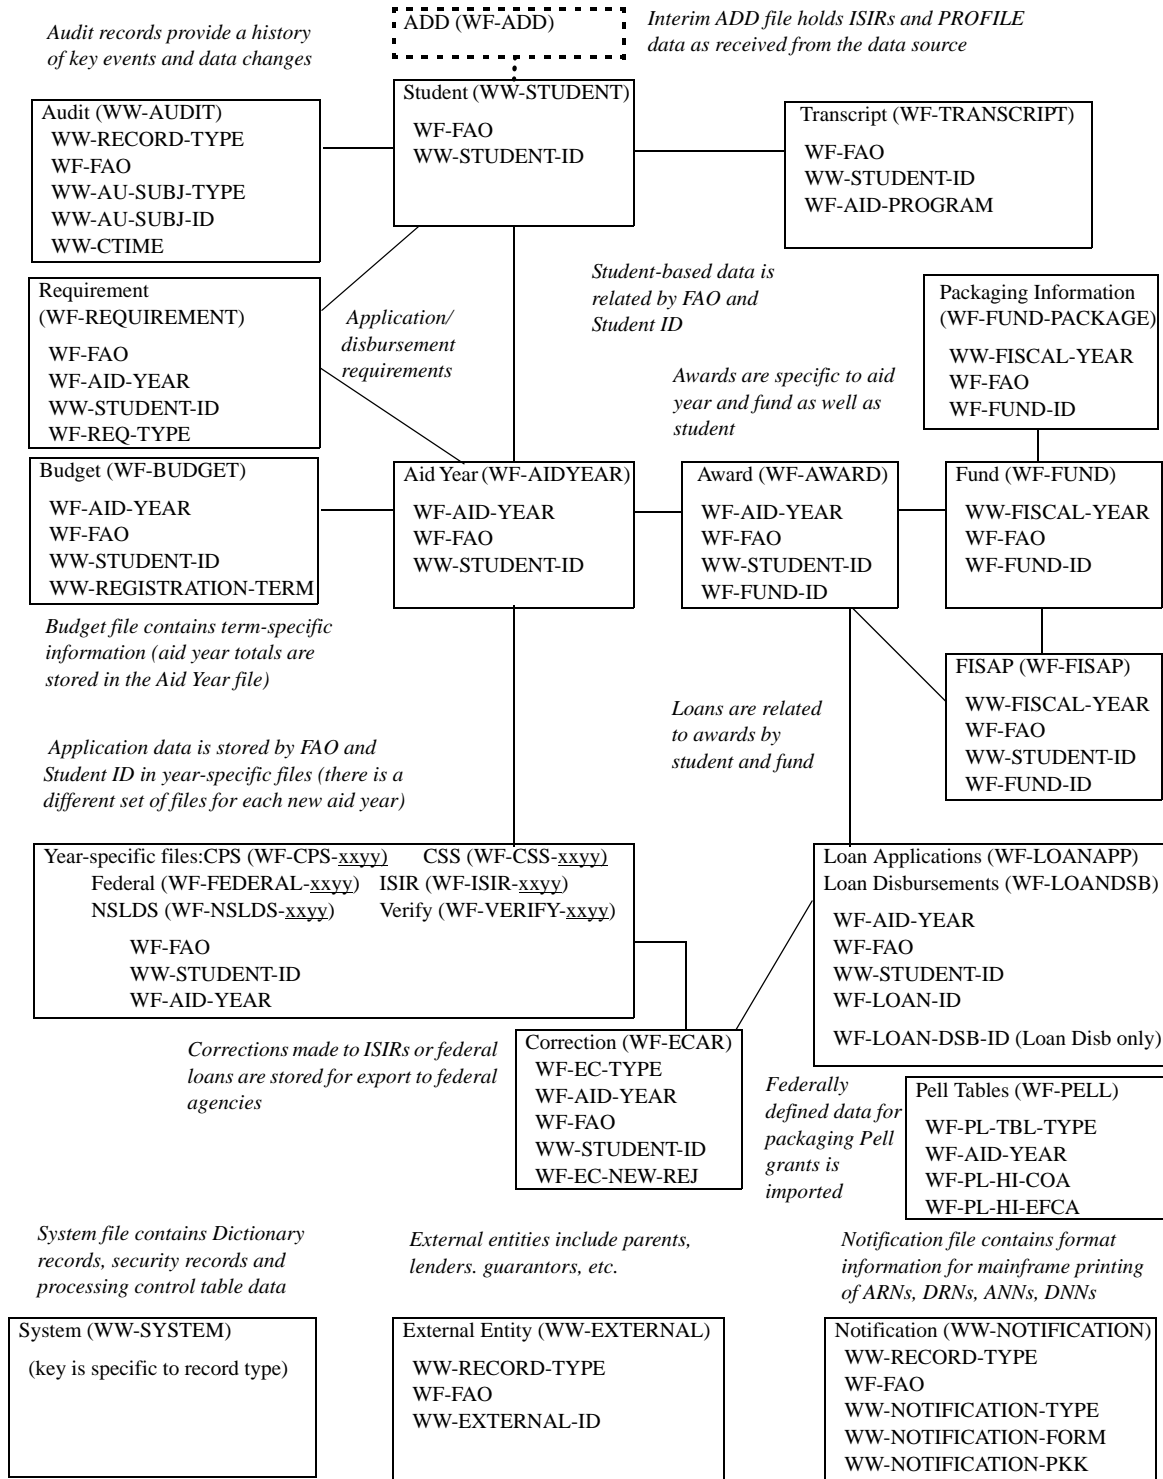 ADD (WF-ADD)
Interim ADD file holds ISIRs and PROFILE
data as received from the data source
Audit records provide a history
of key events and data changes
Audit (WW-AUDIT)
WW-RECORD-TYPE
WF-FAO
WW-AU-SUBJ-TYPE
WW-AU-SUBJ-ID
WW-CTIME
Student (WW-STUDENT)
WF-FAO
WW-STUDENT-ID
Transcript (WF-TRANSCRIPT)
WF-FAO
WW-STUDENT-ID
WF-AID-PROGRAM
Requirement
(WF-REQUIREMENT)
WF-FAO
WF-AID-YEAR
WW-STUDENT-ID
WF-REQ-TYPE
Application/
disbursement
requirements
Student-based data is
related by FAO and
Student ID
Packaging Information
(WF-FUND-PACKAGE)
WW-FISCAL-YEAR
WF-FAO
WF-FUND-ID
Awards are specific to aid
year and fund as well as
student
Budget (WF-BUDGET)
WF-AID-YEAR
WF-FAO
WW-STUDENT-ID
WW-REGISTRATION-TERM
Aid Year (WF-AIDYEAR)
WF-AID-YEAR
WF-FAO
WW-STUDENT-ID
Award (WF-AWARD)
WF-AID-YEAR
WF-FAO
WW-STUDENT-ID
WF-FUND-ID
Fund (WF-FUND)
WW-FISCAL-YEAR
WF-FAO
WF-FUND-ID
Budget file contains term-specific
information (aid year totals are
stored in the Aid Year file)
FISAP (WF-FISAP)
WW-FISCAL-YEAR
WF-FAO
WW-STUDENT-ID
WF-FUND-ID
Loans are related
to awards by
student and fund
Application data is stored by FAO and
Student ID in year-specific files (there is a
different set of files for each new aid year)
Year-specific files:CPS (WF-CPS-xxyy) CSS (WF-CSS-xxyy)
Federal (WF-FEDERAL-xxyy) ISIR (WF-ISIR-xxyy)
NSLDS (WF-NSLDS-xxyy) Verify (WF-VERIFY-xxyy)
WF-FAO
WW-STUDENT-ID
WF-AID-YEAR
Loan Applications (WF-LOANAPP)
Loan Disbursements (WF-LOANDSB)
WF-AID-YEAR
WF-FAO
WW-STUDENT-ID
WF-LOAN-ID
WF-LOAN-DSB-ID (Loan Disb only)
Corrections made to ISIRs or federal
loans are stored for export to federal
agencies
Correction (WF-ECAR)
WF-EC-TYPE
WF-AID-YEAR
WF-FAO
WW-STUDENT-ID
WF-EC-NEW-REJ
Federally
defined data for
packaging Pell
grants is
imported
Pell Tables (WF-PELL)
WF-PL-TBL-TYPE
WF-AID-YEAR
WF-PL-HI-COA
WF-PL-HI-EFCA
System file contains Dictionary
records, security records and
processing control table data
External entities include parents,
lenders. guarantors, etc.
Notification file contains format
information for mainframe printing
of ARNs, DRNs, ANNs, DNNs
System (WW-SYSTEM)
(key is specific to record type)
External Entity (WW-EXTERNAL)
WW-RECORD-TYPE
WF-FAO
WW-EXTERNAL-ID
Notification (WW-NOTIFICATION)
WW-RECORD-TYPE
WF-FAO
WW-NOTIFICATION-TYPE
WW-NOTIFICATION-FORM
WW-NOTIFICATION-PKK